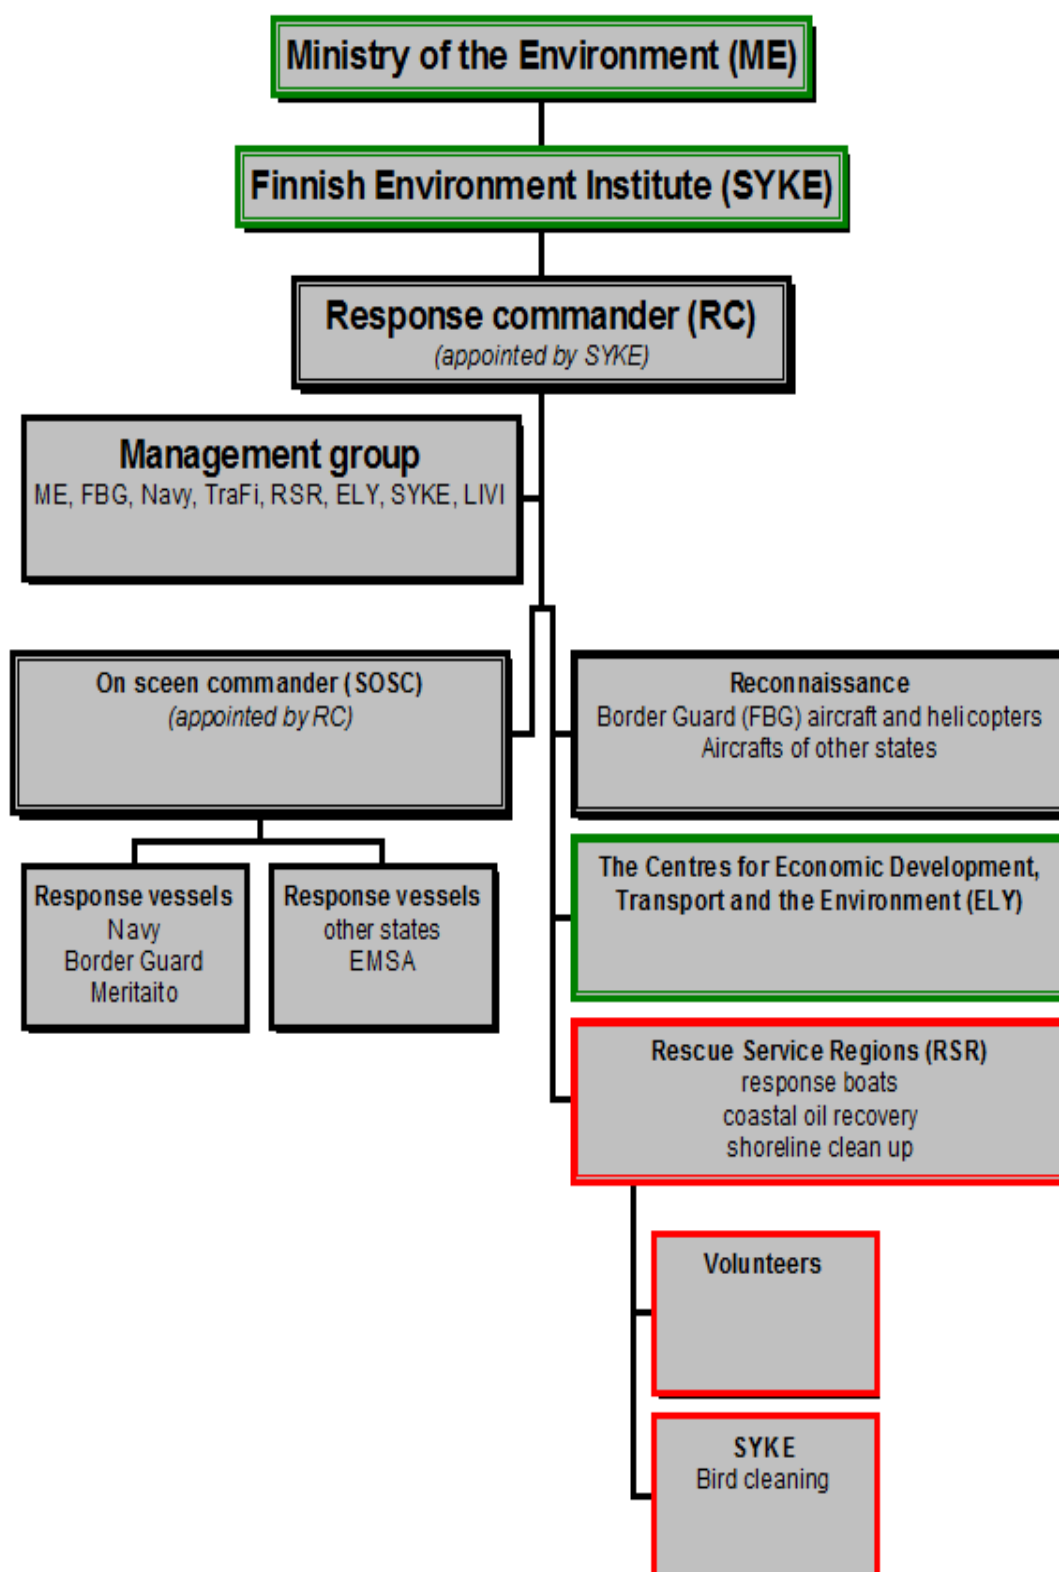 Ministry of the Environment (ME)
Finnish Environment Institute (SYKE)
Response commander (RC)
(appointed by SYKE)
Management group
ME, FBG, Navy, TraFi, RSR, ELY, SYKE, LIVI
On sceen commander (SOSC)
(appointed by RC)
Reconnaissance
Border Guard (FBG) aircraft and helicopters
Aircrafts of other states
Response vessels
Navy
Border Guard
Meritaito
Response vessels
other states
EMSA
The Centres for Economic Development,
Transport and the Environment (ELY)
Rescue Service Regions (RSR)
response boats
coastal oil recovery
shoreline clean up
Volunteers
SYKE
Bird cleaning